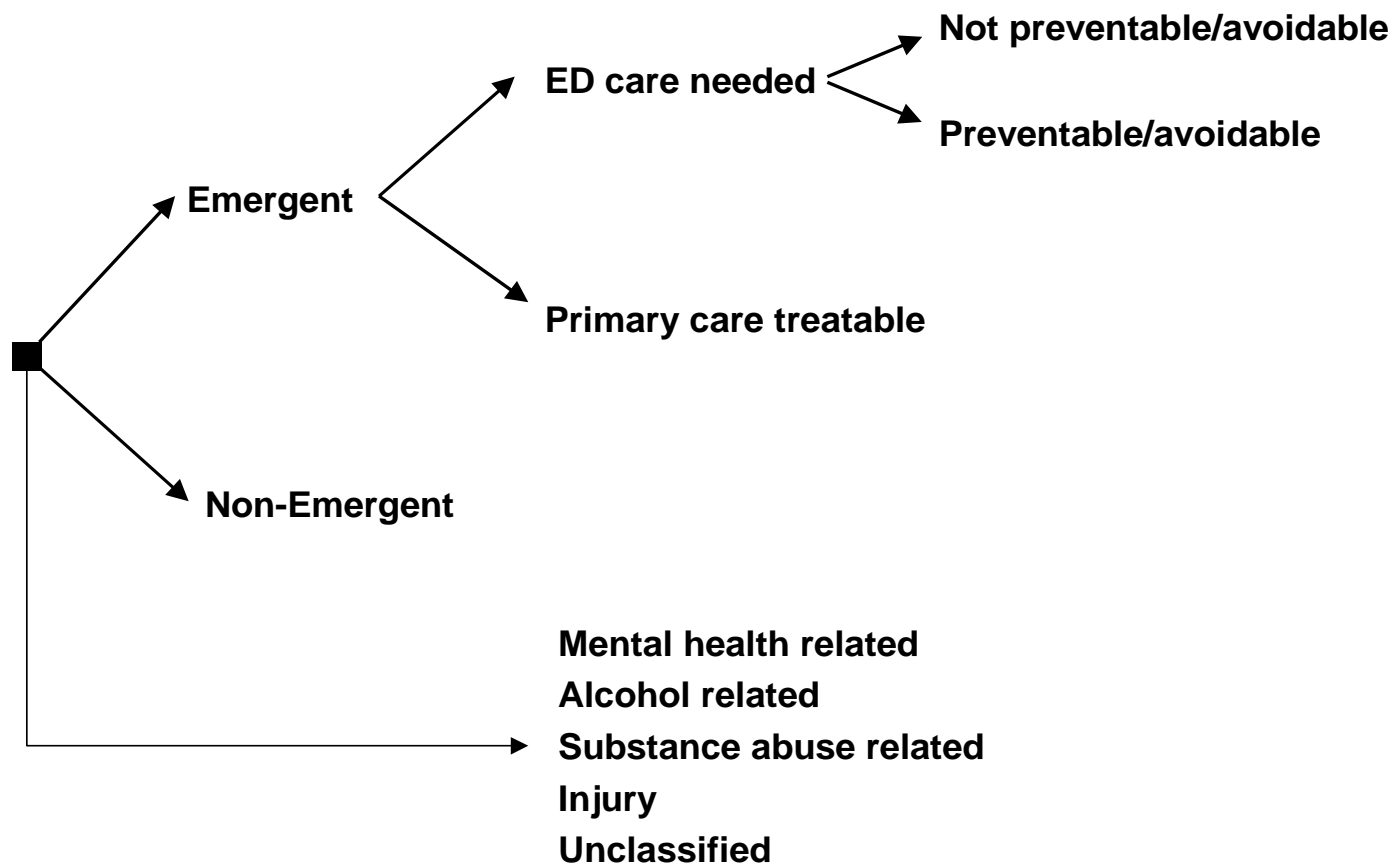 Not preventable/avoidable
ED care needed
Preventable/avoidable
Emergent
Primary care treatable
Non-Emergent
Mental health related
Alcohol related
Substance abuse related
Injury
Unclassified